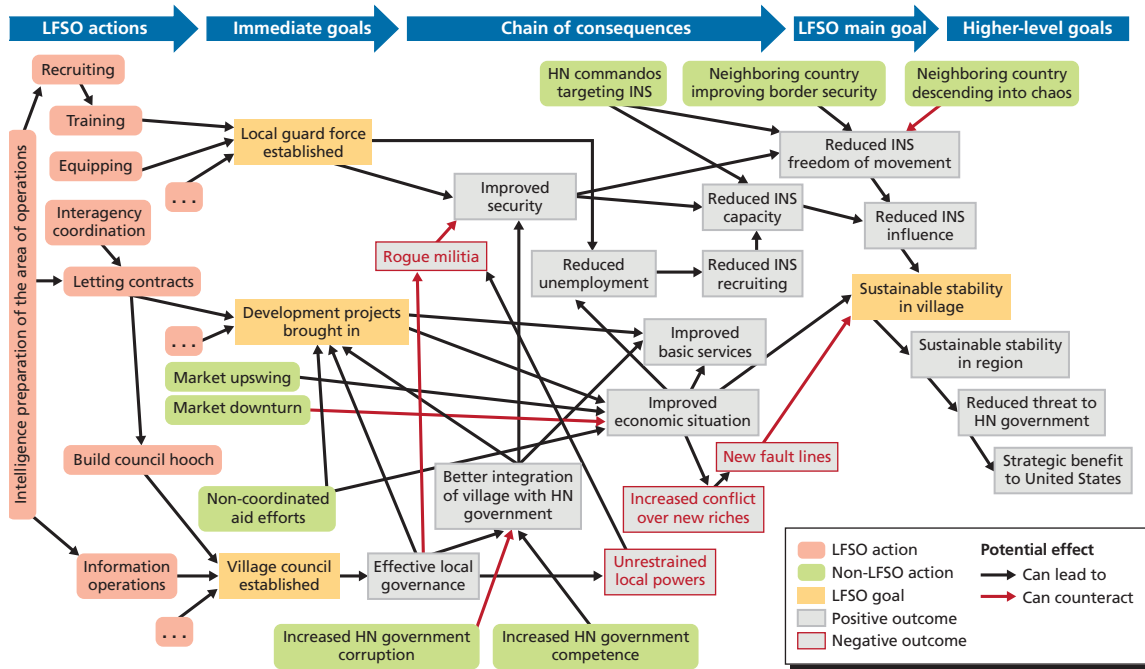 LFSO actions
Immediate goals
Chain of consequences
LFSO main goal
Higher-level goals
Intelligence preparation of the area of operations
Recruiting
Training
Equipping
. . .
Interagency
coordination
Letting contracts
. . .
Market upswing
Market downturn
Build council hooch
Non-coordinated
aid efforts
Information
operations
. . .
Local guard force
established
Development projects
brought in
Village council
established
Increased HN government
corruption
Increased HN government
competence
Effective local
governance
Rogue militia
Improved
security
Better integration
of village with HN
government
HN commandos
targeting INS
Neighboring country
improving border security
Neighboring country
descending into chaos
Reduced INS
freedom of movement
Reduced INS
capacity
Reduced INS
influence
Reduced
unemployment
Reduced INS
recruiting
Improved
basic services
Improved
economic situation
New fault lines
Increased conflict
over new riches
Unrestrained
local powers
Sustainable stability
in village
Sustainable stability
in region
Reduced threat to
HN government
Strategic benefit
to United States
LFSO action
Non-LFSO action
LFSO goal
Positive outcome
Negative outcome
Potential effect
Can lead to
Can counteract